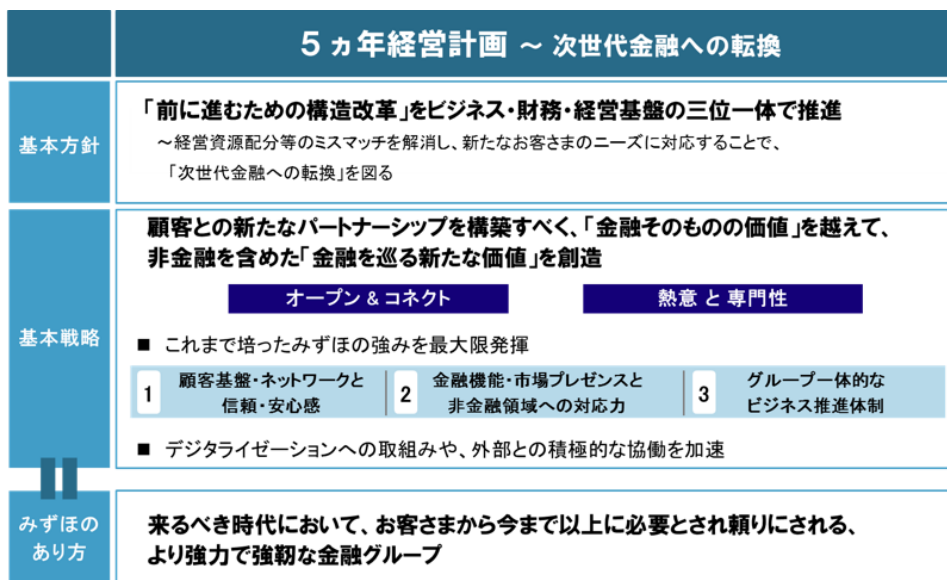 5ヵ年経営計画 ～ 次世代金融への転換
基本方針
「前に進むための構造改革」をビジネス・財務・経営基盤の三位一体で推進
～経営資源配分等のミスマッチを解消し、新たなお客さまのニーズに対応することで、
「次世代金融への転換」を図る
基本戦略
顧客との新たなパートナーシップを構築すべく、「金融そのものの価値」を越えて、
非金融を含めた「金融を巡る新たな価値」を創造
オープン & コネクト
熱意 と 専門性
■ これまで培ったみずほの強みを最大限発揮
1
顧客基盤・ネットワークと
信頼・安心感
2
金融機能・市場プレゼンスと
非金融領域への対応力
3
グループ一体的な
ビジネス推進体制
■ デジタライゼーションへの取組みや、外部との積極的な協働を加速
みずほの
あり方
来るべき時代において、お客さまから今まで以上に必要とされ頼りにされる、
より強力で強靭な金融グループ